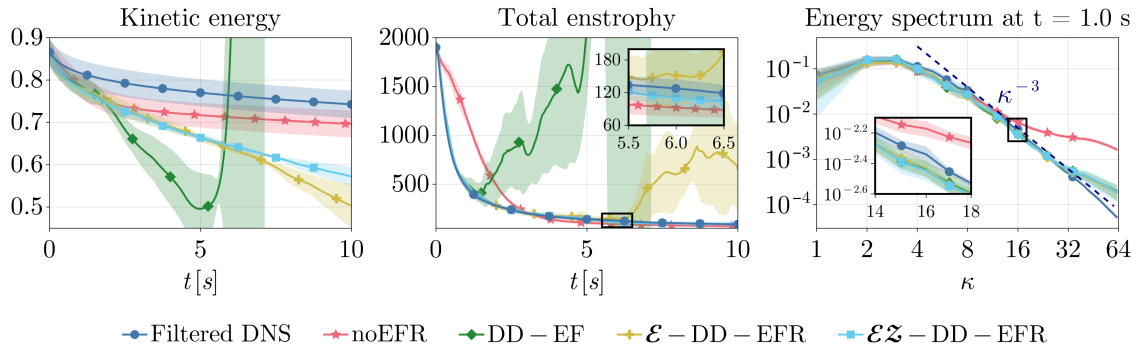 Kinetic energy
0.9
0.8
0.7
0.6
0.5
0 5 10
t[s]
Total enstrophy
2000
1500
1000
500
0 5 10
t[s]
180
120
60
5.5 6.0 6.5
Energy spectrum at t = 1.0 s
10⁻¹
10⁻²
10⁻³
10⁻⁴
1 2 4 8 16 32 64
κ
κ⁻³
10⁻²·²
10⁻²·⁴
10⁻²·⁶
14 16 18
Filtered DNS noEFR DD − EF ℰ − DD − EFR ℰ𝒵 − DD − EFR